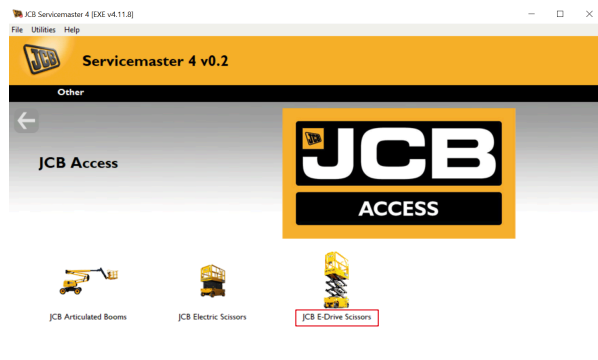 JCB Servicemaster 4 [EXE v4.11.8]
File Utilities Help
JCB
Servicemaster 4 v0.2
Other
JCB Access
JCB
ACCESS
JCB Articulated Booms
JCB Electric Scissors
JCB E-Drive Scissors